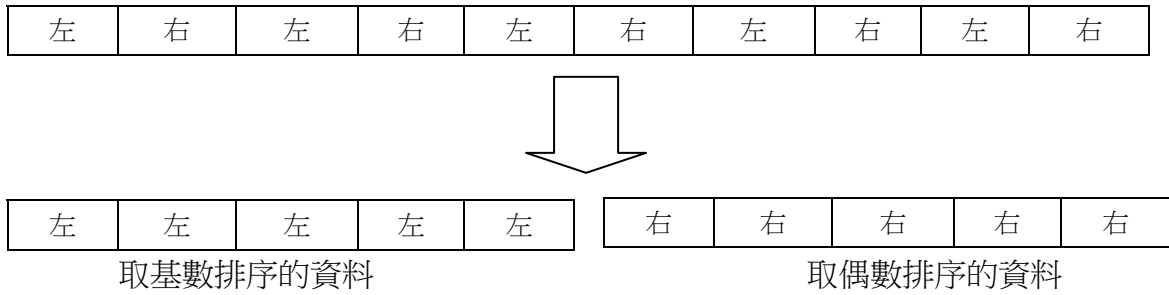 左 右 左 右 左 右 左 右 左 右
左 左 左 左 左 右 右 右 右 右
取基數排序的資料 取偶數排序的資料